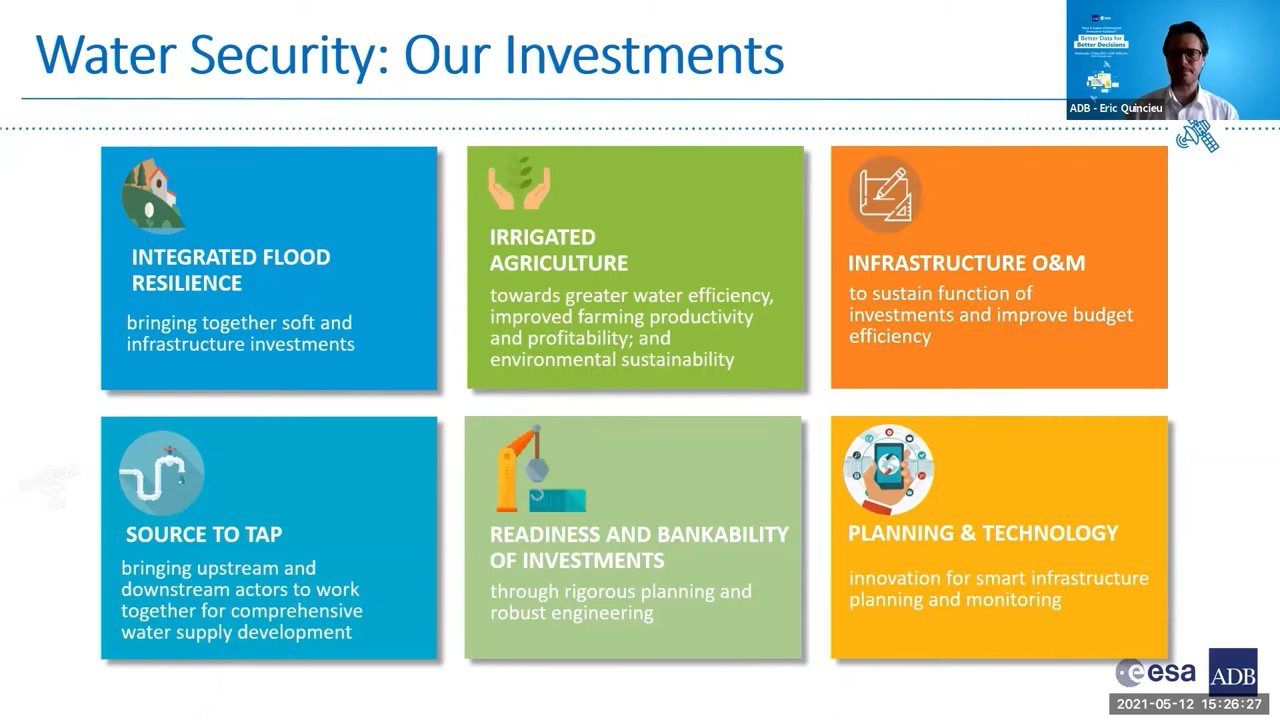 Water Security: Our Investments
Better Data for
Better Decisions
ADB - Eric Quincieu
INTEGRATED FLOOD
RESILIENCE
bringing together soft and
infrastructure investments
IRRIGATED
AGRICULTURE
towards greater water efficiency,
improved farming productivity
and profitability; and
environmental sustainability
INFRASTRUCTURE O&M
to sustain function of
investments and improve budget
efficiency
SOURCE TO TAP
bringing upstream and
downstream actors to work
together for comprehensive
water supply development
READINESS AND BANKABILITY
OF INVESTMENTS
through rigorous planning and
robust engineering
PLANNING & TECHNOLOGY
innovation for smart infrastructure
planning and monitoring
esa
ADB
2021-05-12 15:26:27